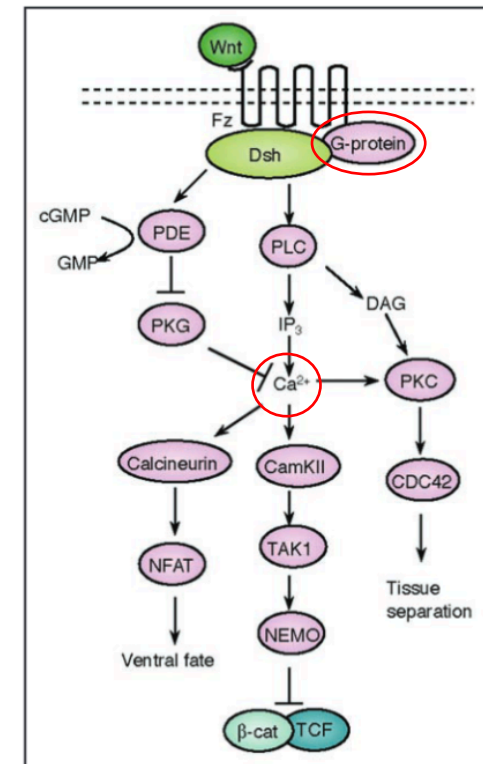 Wnt
Fz
Dsh
G-protein
cGMP
PDE
GMP
PLC
DAG
PKG
IP₃
Ca²⁺
PKC
Calcineurin
CamKII
CDC42
NFAT
TAK1
Tissue
separation
NEMO
Ventral fate
β-cat
TCF